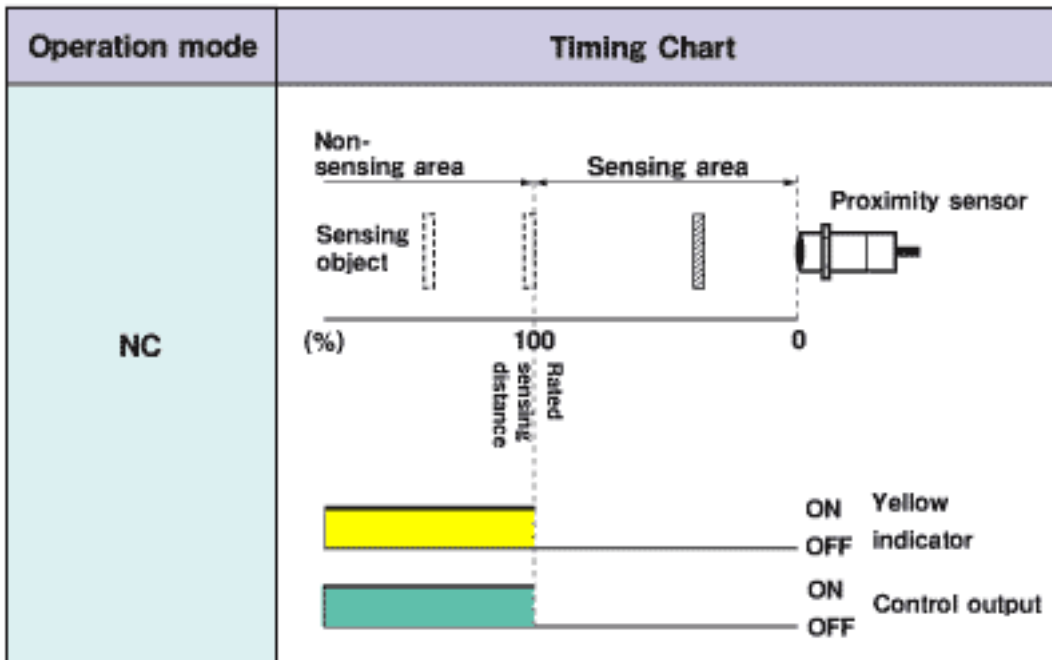 Operation mode
Timing Chart
NC
Non-
sensing area
Sensing area
Proximity sensor
Sensing
object
(%)
100
0
Rated
sensing
distance
ON
OFF
Yellow
indicator
ON
OFF
Control output